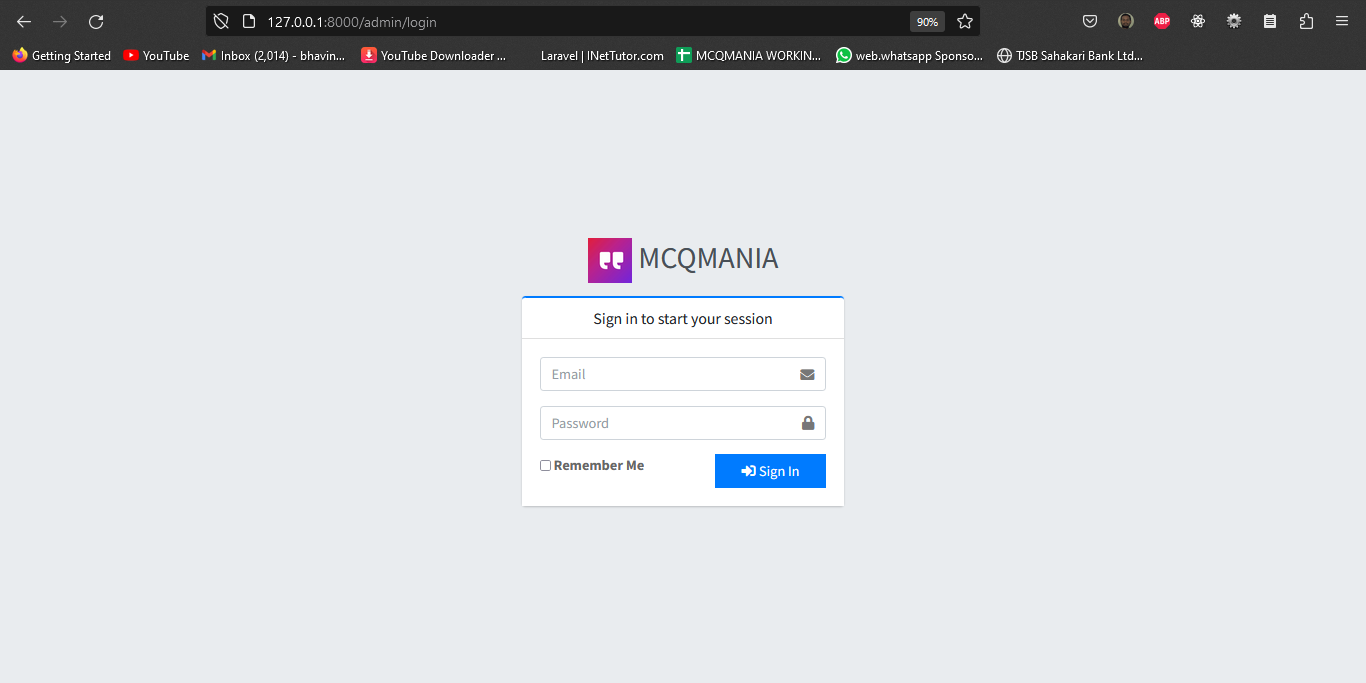 127.0.0.1:8000/admin/login 90% ABP
Getting Started YouTube Inbox (2,014) - bhavin... YouTube Downloader ... Laravel | INetTutor.com MCQMANIA WORKIN... web.whatsapp Sponso... TJSB Sahakari Bank Ltd...
MCQMANIA
Sign in to start your session
Email
Password
Remember Me Sign In